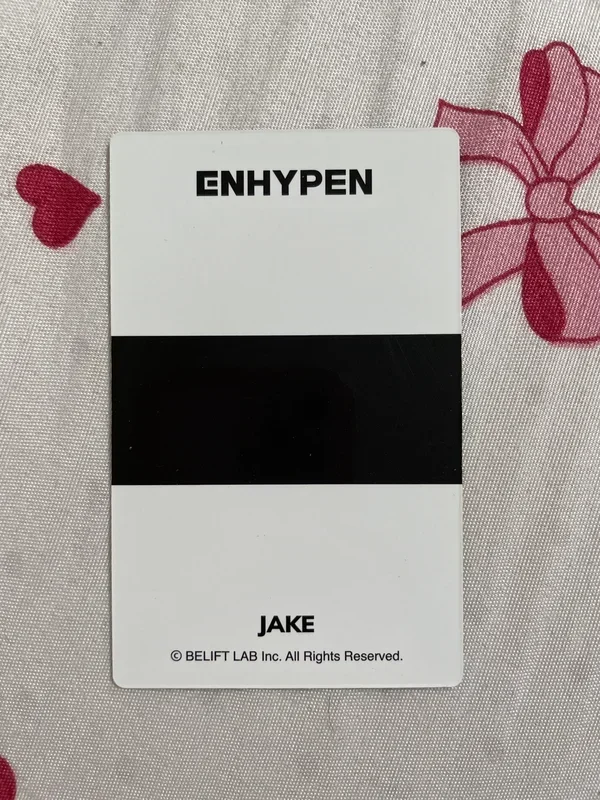 ENHYPEN
JAKE
© BELIFT LAB Inc. All Rights Reserved.